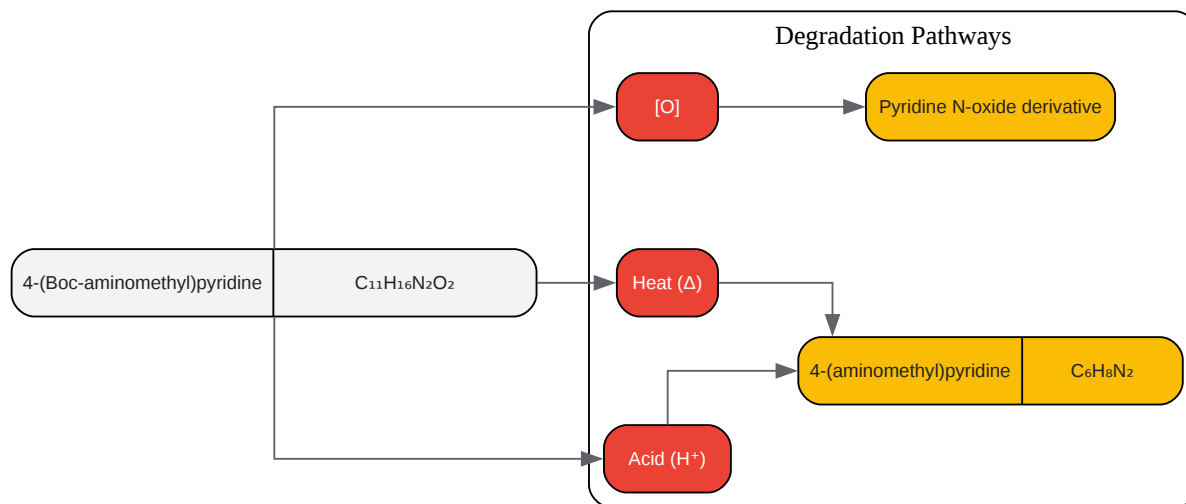 Degradation Pathways
[O]
Pyridine N-oxide derivative
4-(Boc-aminomethyl)pyridine
C₁₁H₁₆N₂O₂
Heat (Δ)
4-(aminomethyl)pyridine
C₆H₈N₂
Acid (H⁺)